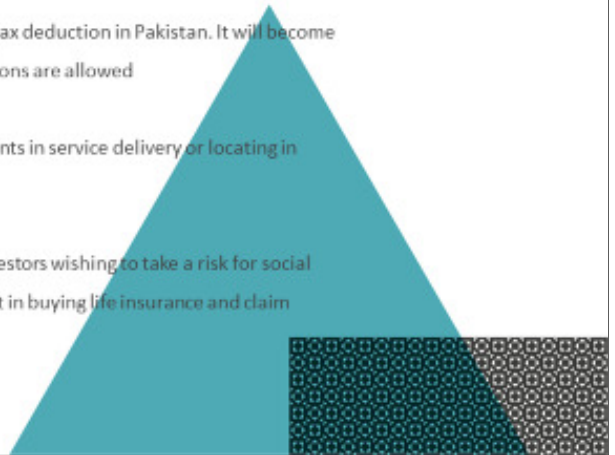 ax deduction in Pakistan. It will become
ons are allowed
nts in service delivery or locating in
estors wishing to take a risk for social
t in buying life insurance and claim